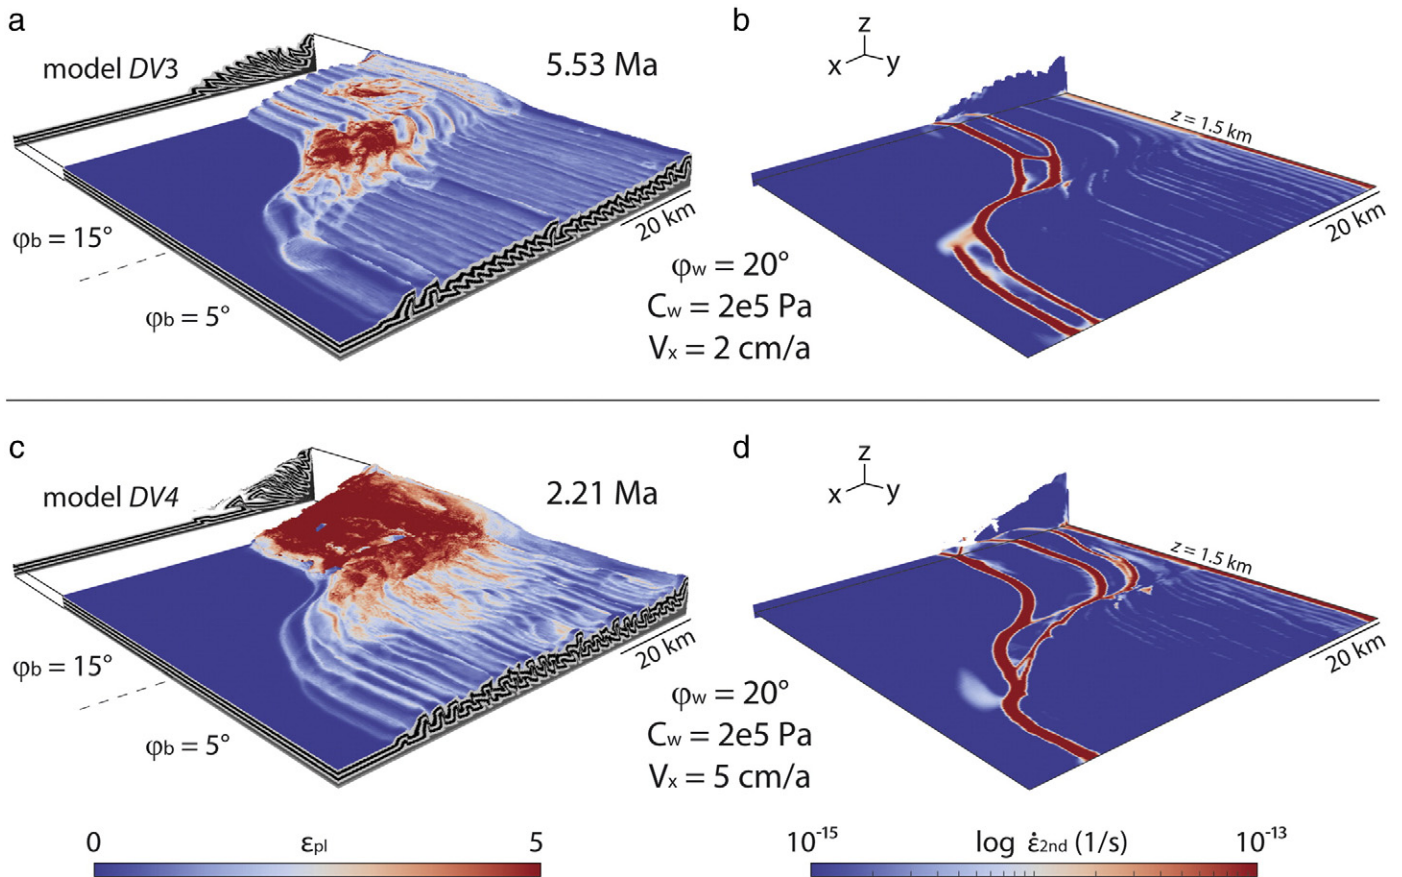 a
model DV3
5.53 Ma
φb = 15°
φb = 5°
20 km
φw = 20°
Cw = 2e5 Pa
Vx = 2 cm/a
b
z
x
y
z = 1.5 km
20 km
c
model DV4
2.21 Ma
φb = 15°
φb = 5°
20 km
φw = 20°
Cw = 2e5 Pa
Vx = 5 cm/a
d
z
x
y
z = 1.5 km
20 km
0 εpl 5
10⁻¹⁵ log ε̇2nd (1/s) 10⁻¹³